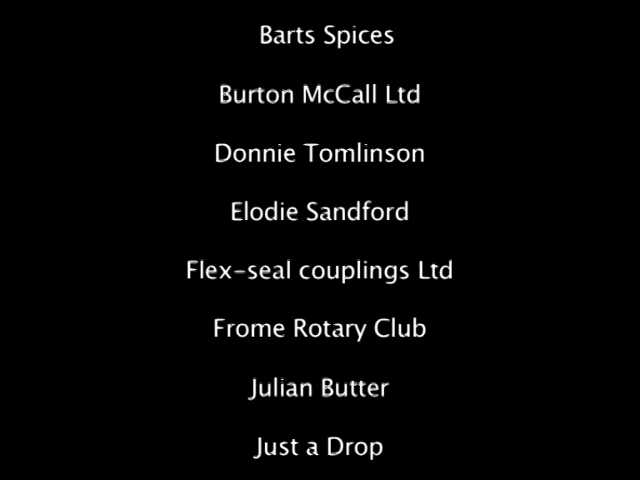 Barts Spices
Burton McCall Ltd
Donnie Tomlinson
Elodie Sandford
Flex-seal couplings Ltd
Frome Rotary Club
Julian Butter
Just a Drop